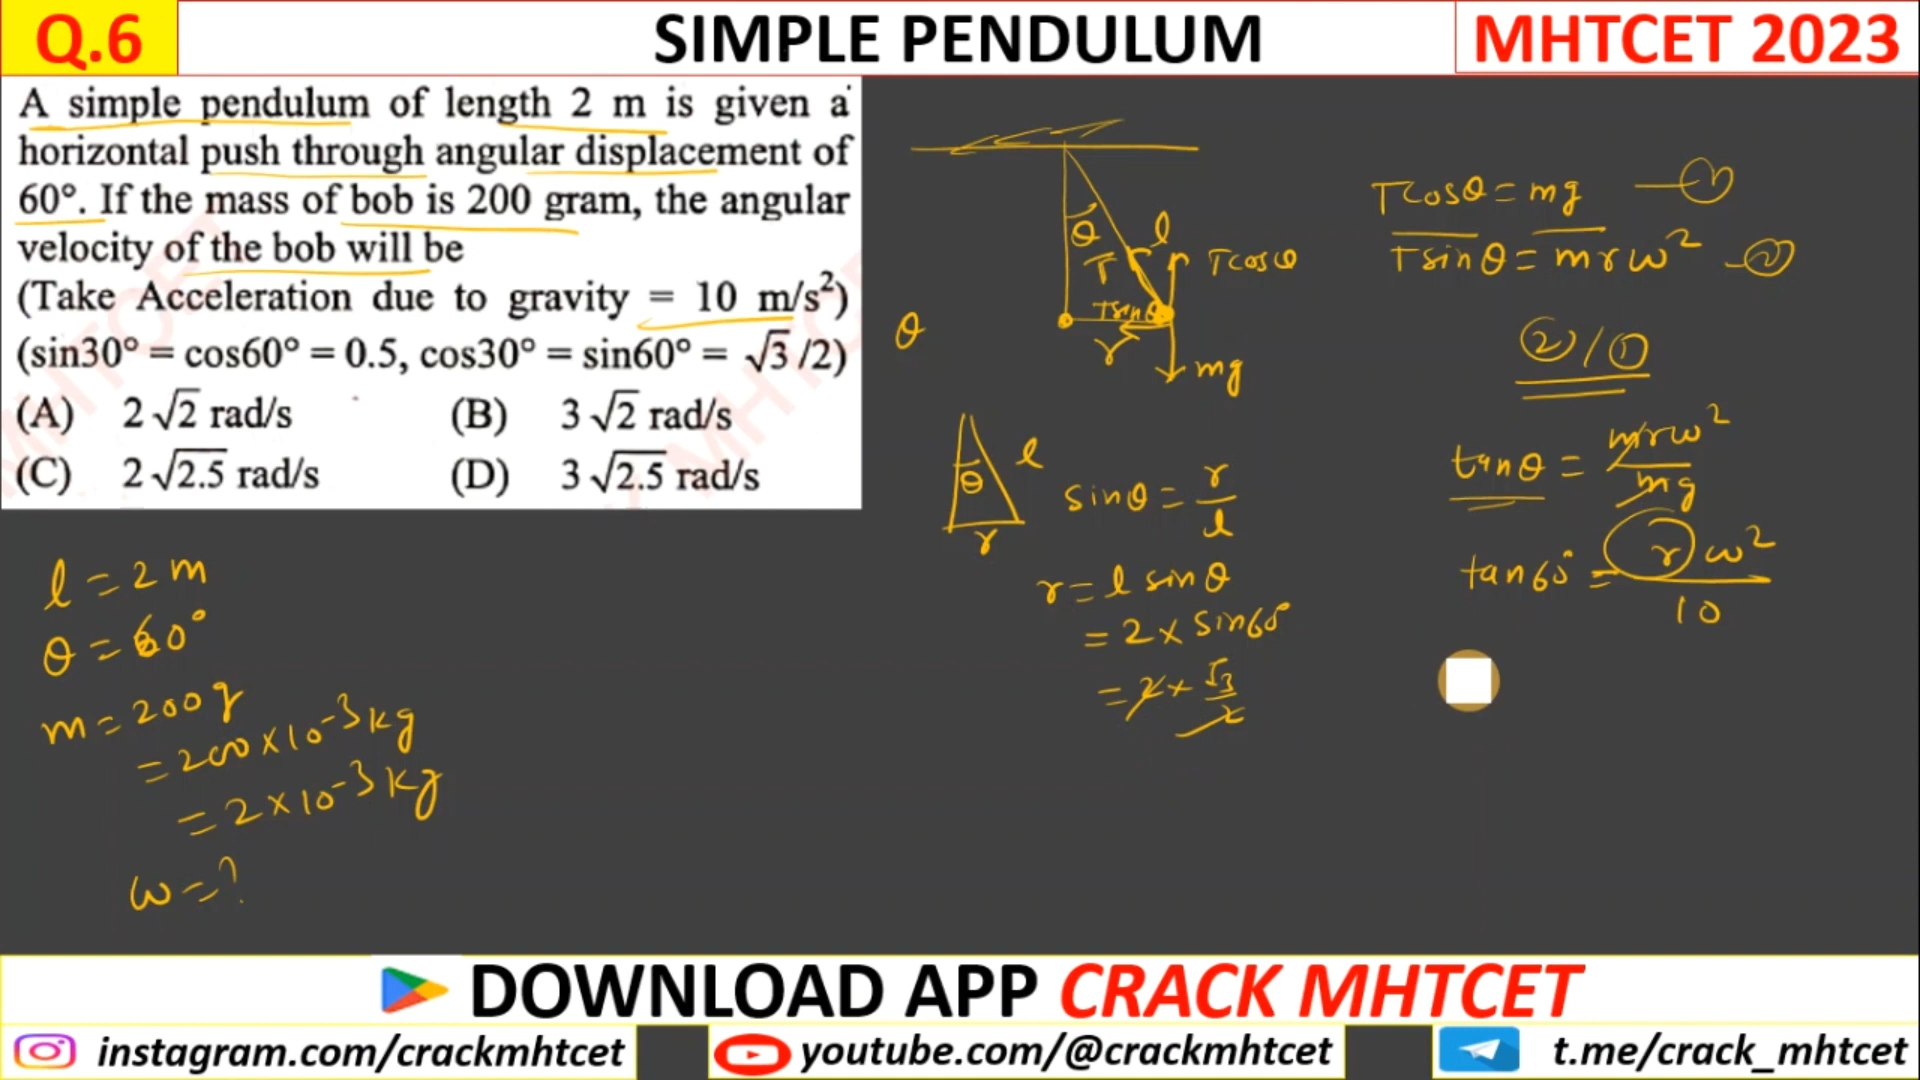 Q.6
SIMPLE PENDULUM
MHTCET 2023
A simple pendulum of length 2 m is given a
horizontal push through angular displacement of
60°. If the mass of bob is 200 gram, the angular
velocity of the bob will be
(Take Acceleration due to gravity = 10 m/s²)
(sin30° = cos60° = 0.5, cos30° = sin60° = √3 /2)
(A) 2 √2 rad/s (B) 3 √2 rad/s
(C) 2 √2.5 rad/s (D) 3 √2.5 rad/s
l = 2 m
θ = 60°
m = 200 g
= 200 × 10⁻³ kg
= 2 × 10⁻³ kg
ω = ?
θ
l
T
Tcosθ
Tsinθ
θ
r
mg
θ
l
r
sinθ = r/l
r = l sinθ
= 2 × sin60°
= 2 × √3/2
Tcosθ = mg — ①
Tsinθ = mrω² — ②
②/①
tanθ = mrω²/mg
tan60° = rω²/10
DOWNLOAD APP CRACK MHTCET
instagram.com/crackmhtcet
youtube.com/@crackmhtcet
t.me/crack_mhtcet